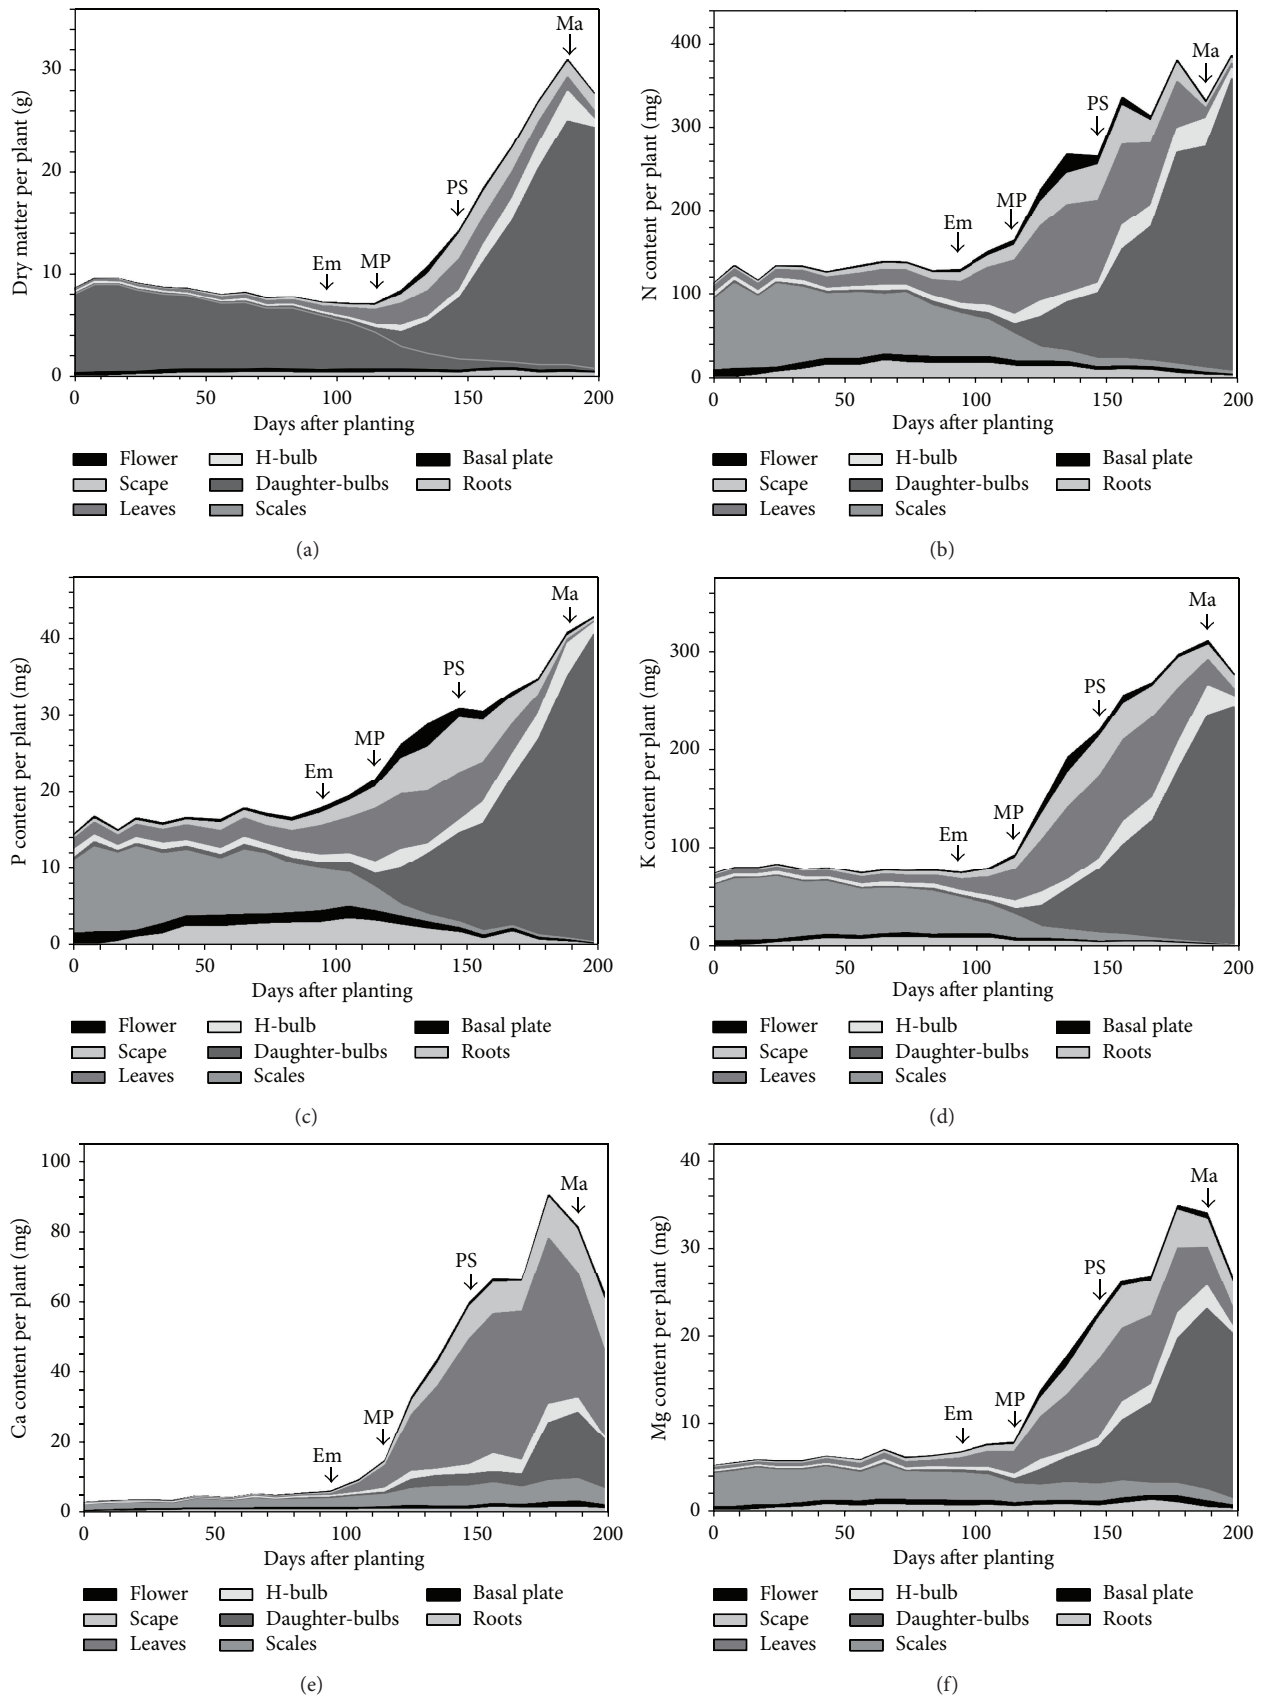 Dry matter per plant (g)
30
20
10
0
0 50 100 150 200
Em MP PS Ma
Days after planting
Flower H-bulb Basal plate
Scape Daughter-bulbs Roots
Leaves Scales
(a)
N content per plant (mg)
400
300
200
100
0
0 50 100 150 200
Em MP PS Ma
Days after planting
Flower H-bulb Basal plate
Scape Daughter-bulbs Roots
Leaves Scales
(b)
P content per plant (mg)
40
30
20
10
0
0 50 100 150 200
Em MP PS Ma
Days after planting
Flower H-bulb Basal plate
Scape Daughter-bulbs Roots
Leaves Scales
(c)
K content per plant (mg)
300
200
100
0
0 50 100 150 200
Em MP PS Ma
Days after planting
Flower H-bulb Basal plate
Scape Daughter-bulbs Roots
Leaves Scales
(d)
Ca content per plant (mg)
100
80
60
40
20
0
0 50 100 150 200
Em MP PS Ma
Days after planting
Flower H-bulb Basal plate
Scape Daughter-bulbs Roots
Leaves Scales
(e)
Mg content per plant (mg)
40
30
20
10
0
0 50 100 150 200
Em MP PS Ma
Days after planting
Flower H-bulb Basal plate
Scape Daughter-bulbs Roots
Leaves Scales
(f)